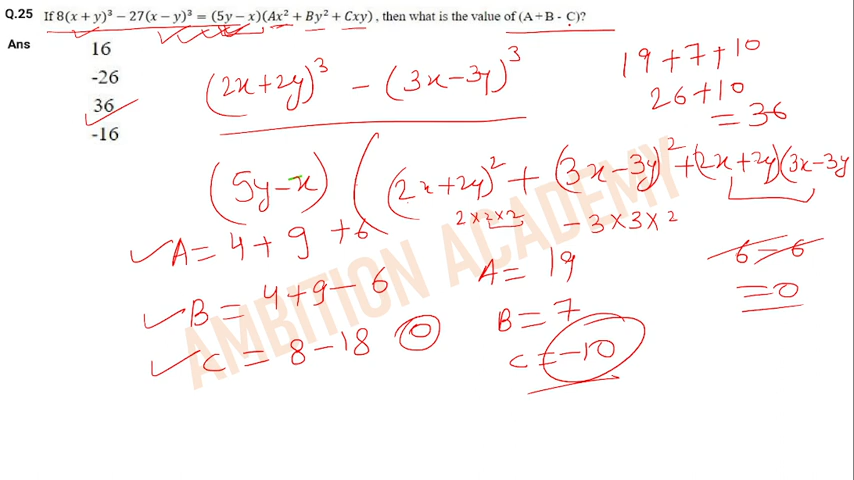 Q.25 If 8(x + y)³ − 27(x − y)³ = (5y − x)(Ax² + By² + Cxy), then what is the value of (A + B - C)?
Ans
16
-26
36
-16
(2x+2y)³ − (3x−3y)³
19+7+10
26+10
= 36
(5y−x) ((2x+2y)² + (3x−3y)² + (2x+2y)(3x−3y
2×2×2 − 3×3×2
6−6
= 0
A = 4 + 9 + 6
B = 4+9− 6
C = 8−18 0
A = 19
B = 7
C = −10
AMBITION ACADEMY